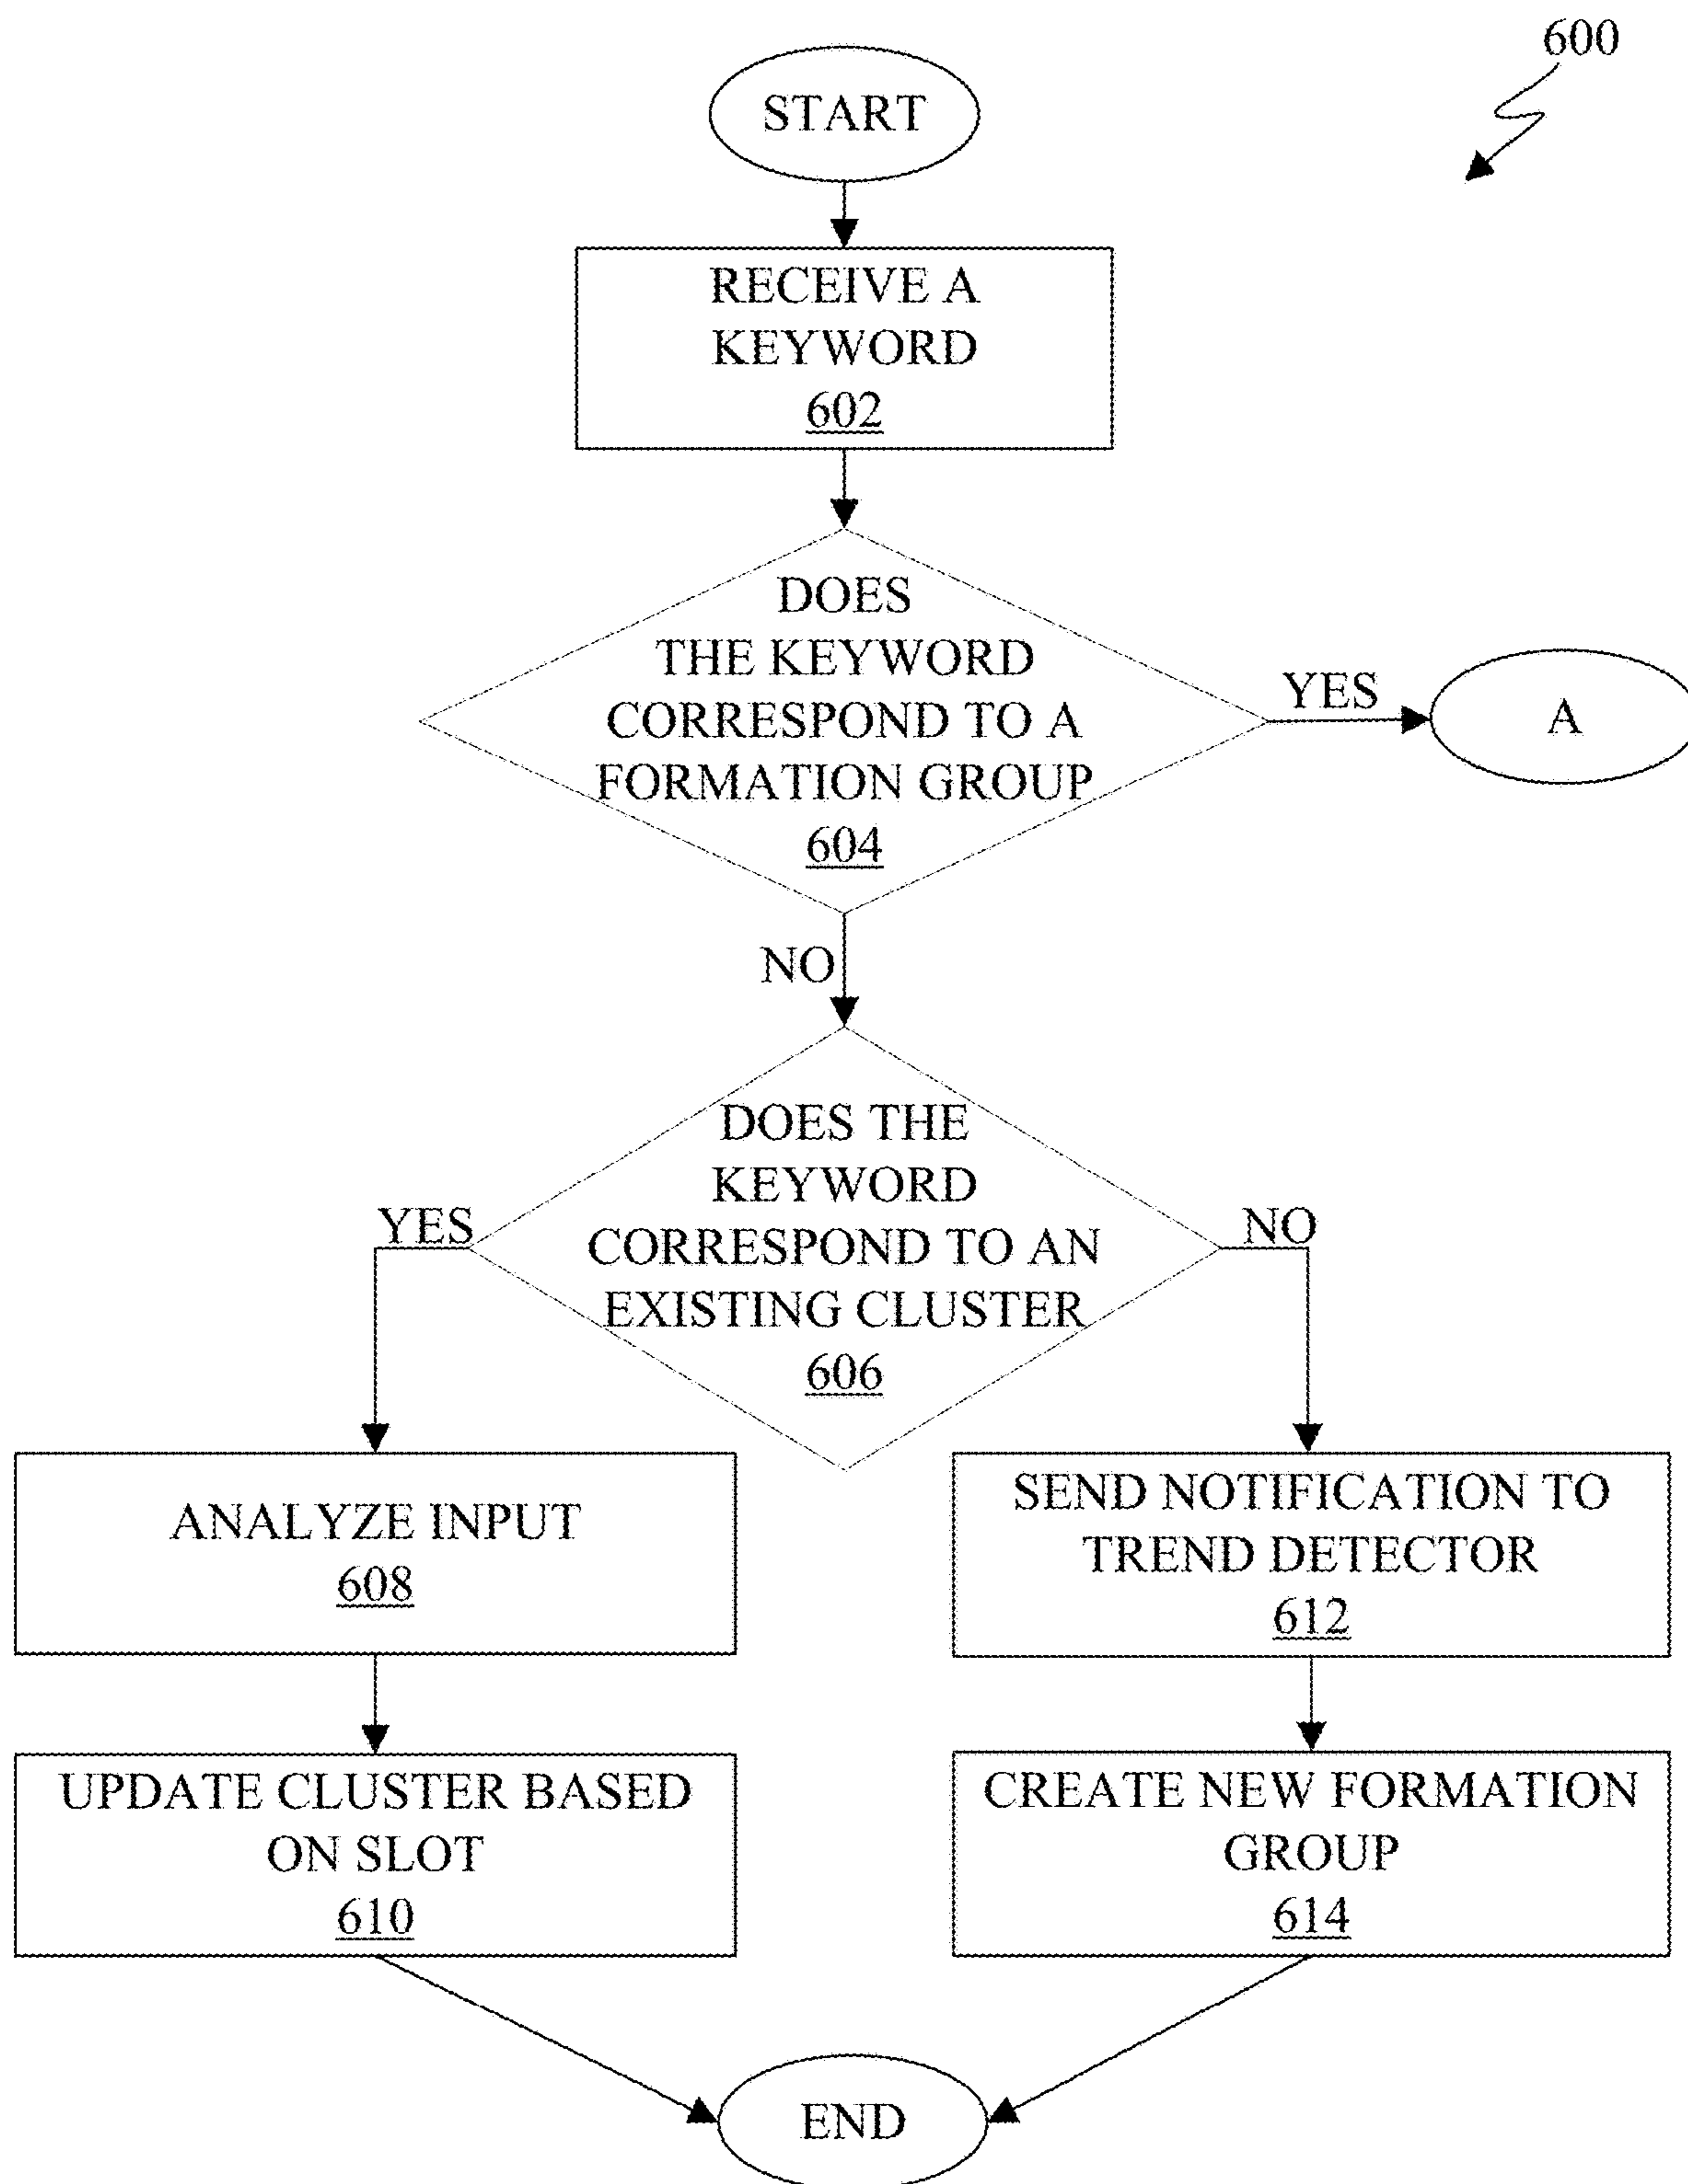 600
START
RECEIVE A
KEYWORD
602
DOES
THE KEYWORD
CORRESPOND TO A
FORMATION GROUP
604
YES
A
NO
DOES THE
KEYWORD
CORRESPOND TO AN
EXISTING CLUSTER
606
YES
NO
ANALYZE INPUT
608
SEND NOTIFICATION TO
TREND DETECTOR
612
UPDATE CLUSTER BASED
ON SLOT
610
CREATE NEW FORMATION
GROUP
614
END